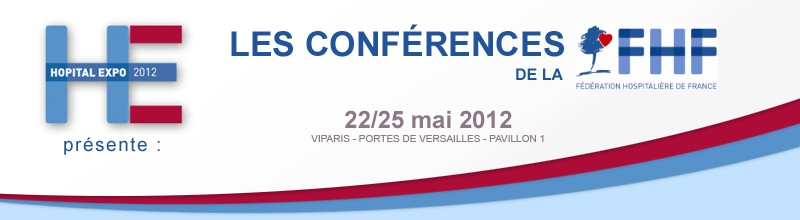 HE
HOPITAL EXPO 2012
présente :
LES CONFÉRENCES
DE LA
FHF
FÉDÉRATION HOSPITALIÈRE DE FRANCE
22/25 mai 2012
VIPARIS - PORTES DE VERSAILLES - PAVILLON 1